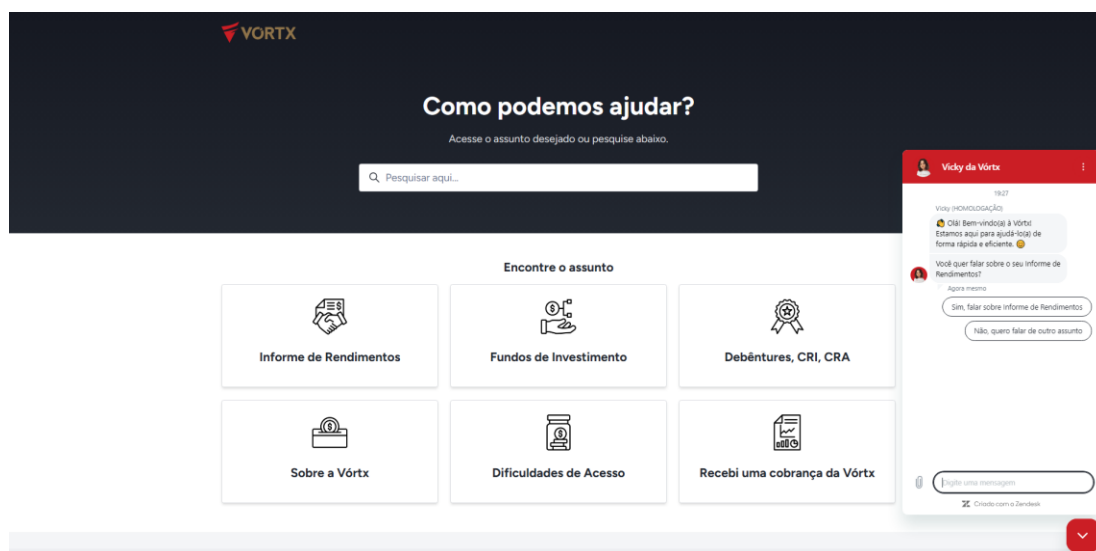 VORTX
Como podemos ajudar?
Acesse o assunto desejado ou pesquise abaixo.
Pesquisar aqui...
Encontre o assunto
Informe de Rendimentos
Fundos de Investimento
Debêntures, CRI, CRA
Sobre a Vórtx
Dificuldades de Acesso
Recebi uma cobrança da Vórtx
Vicky da Vórtx
19:27
Vicky (HOMOLOGAÇÃO)
Olá! Bem-vindo(a) à Vórtx!
Estamos aqui para ajudá-lo(a) de
forma rápida e eficiente.
Você quer falar sobre o seu Informe de
Rendimentos?
Agora mesmo
Sim, falar sobre Informe de Rendimentos
Não, quero falar de outro assunto
Digite uma mensagem
Criado com o Zendesk